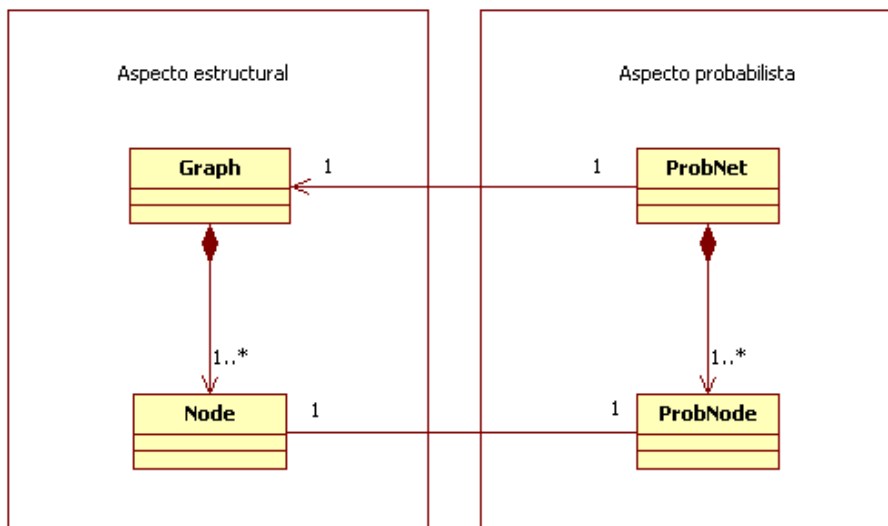 Aspecto estructural
Aspecto probabilista
Graph
1
1
ProbNet
1..*
1..*
Node
1
1
ProbNode